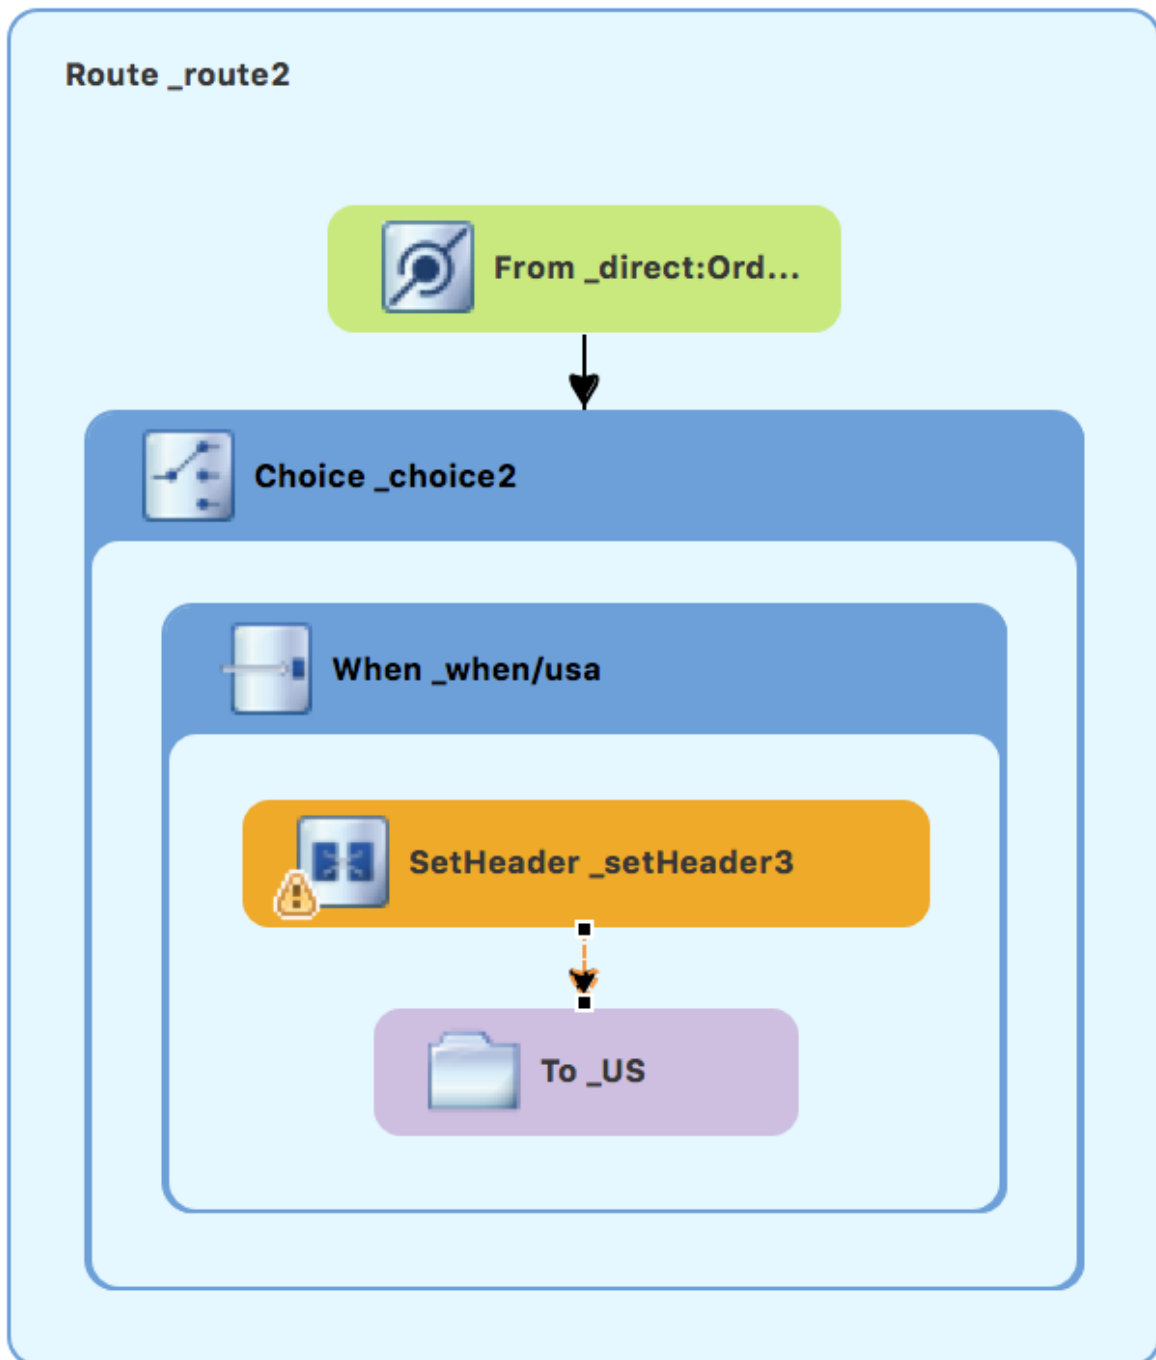 Route _route2
From _direct:Ord...
Choice _choice2
When _when/usa
SetHeader _setHeader3
To _US